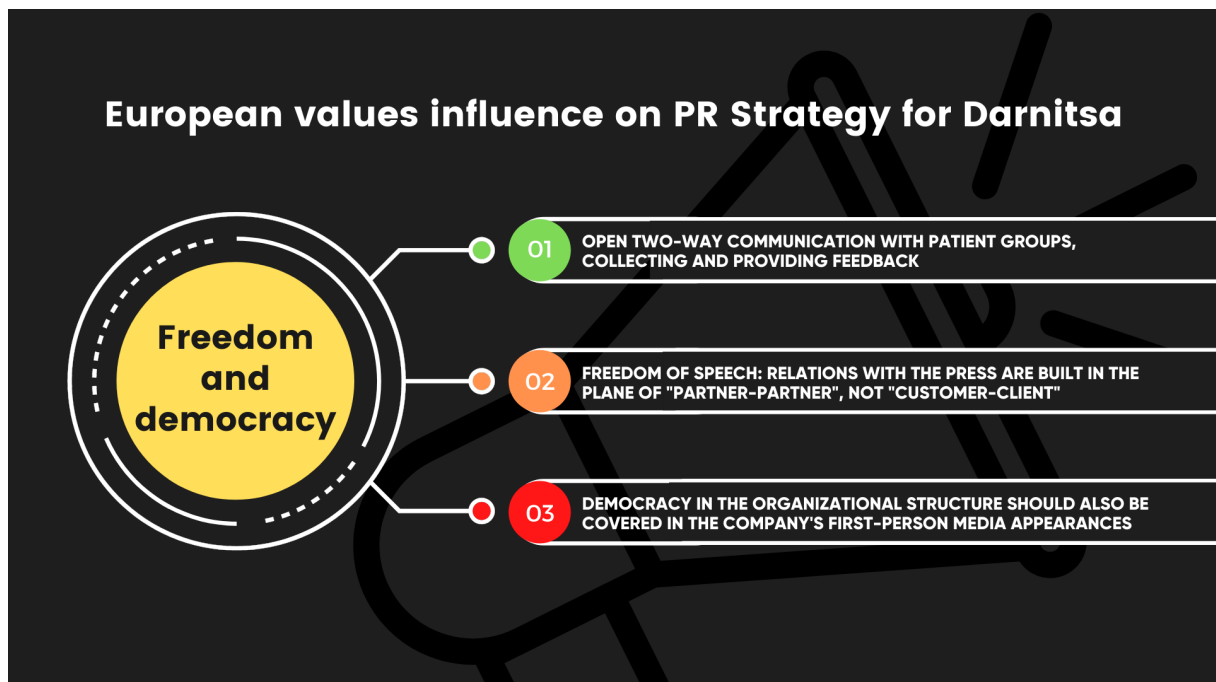 European values influence on PR Strategy for Darnitsa
Freedom
and
democracy
01
OPEN TWO-WAY COMMUNICATION WITH PATIENT GROUPS,
COLLECTING AND PROVIDING FEEDBACK
02
FREEDOM OF SPEECH: RELATIONS WITH THE PRESS ARE BUILT IN THE
PLANE OF "PARTNER-PARTNER", NOT "CUSTOMER-CLIENT"
03
DEMOCRACY IN THE ORGANIZATIONAL STRUCTURE SHOULD ALSO BE
COVERED IN THE COMPANY'S FIRST-PERSON MEDIA APPEARANCES